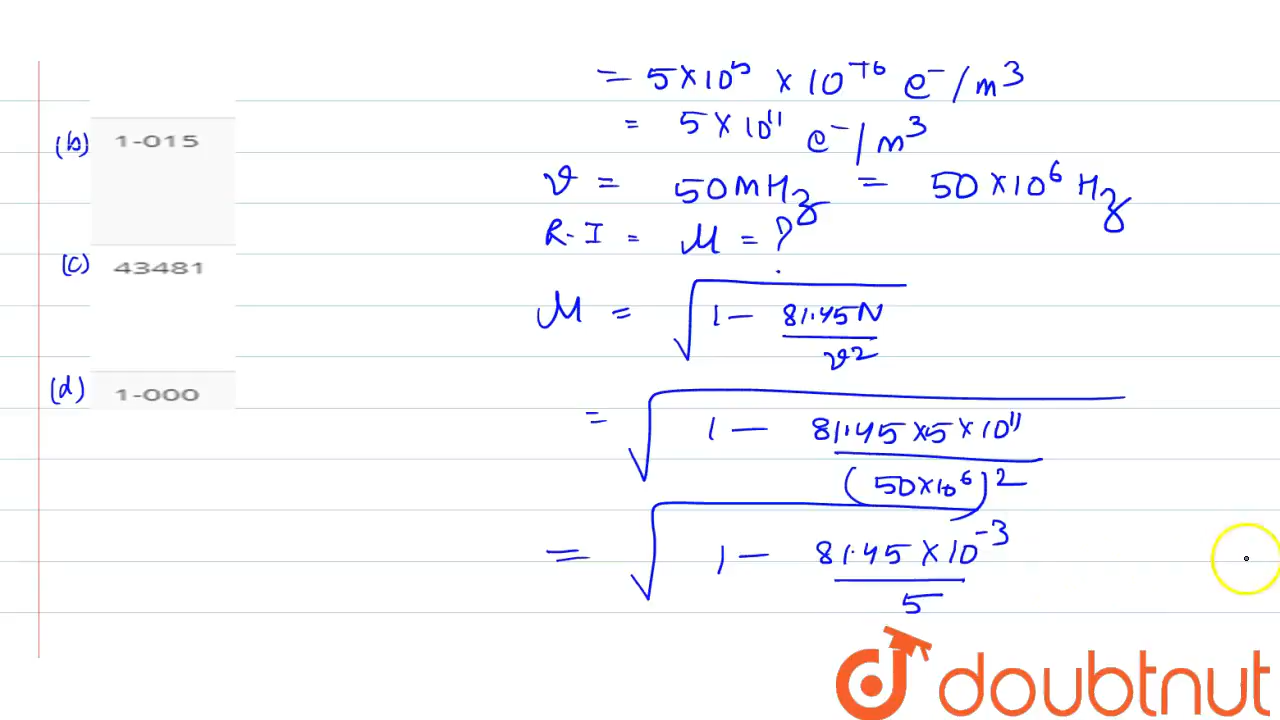 = 5×10⁵ × 10⁺⁶ e⁻/m³
= 5×10¹¹ e⁻/m³
(b) 1-015
ν = 50mHz = 50×10⁶ Hz
R.I = μ = ?
(c) 43481
μ = √(1 – 81.45N / ν²)
(d) 1-000
= √(1 – 81.45×5×10¹¹ / (50×10⁶)²)
= √(1 – 81.45×10⁻³ / 5)
doubtnut